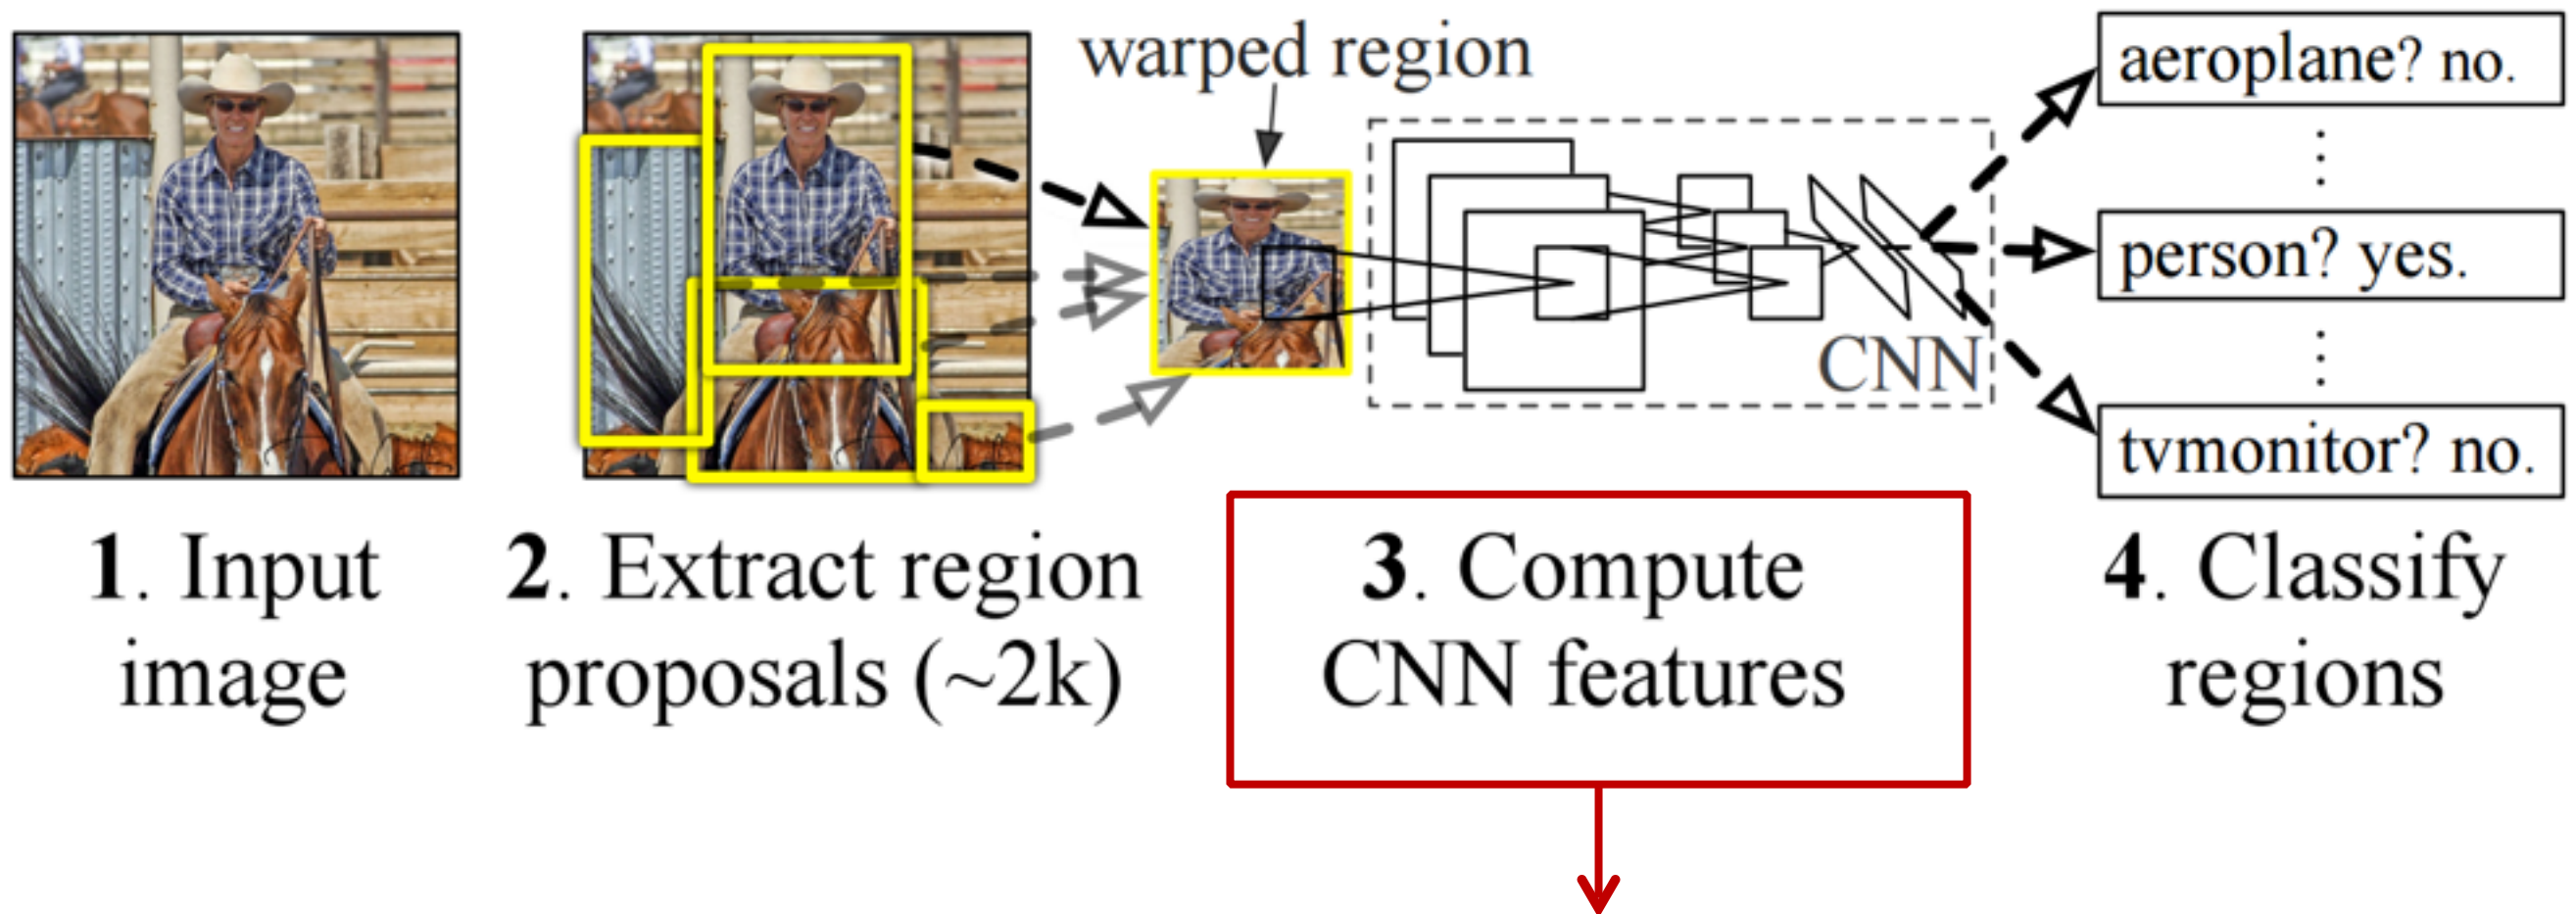 warped region
aeroplane? no.
person? yes.
CNN
tvmonitor? no.
1. Input
image
2. Extract region
proposals (~2k)
3. Compute
CNN features
4. Classify
regions